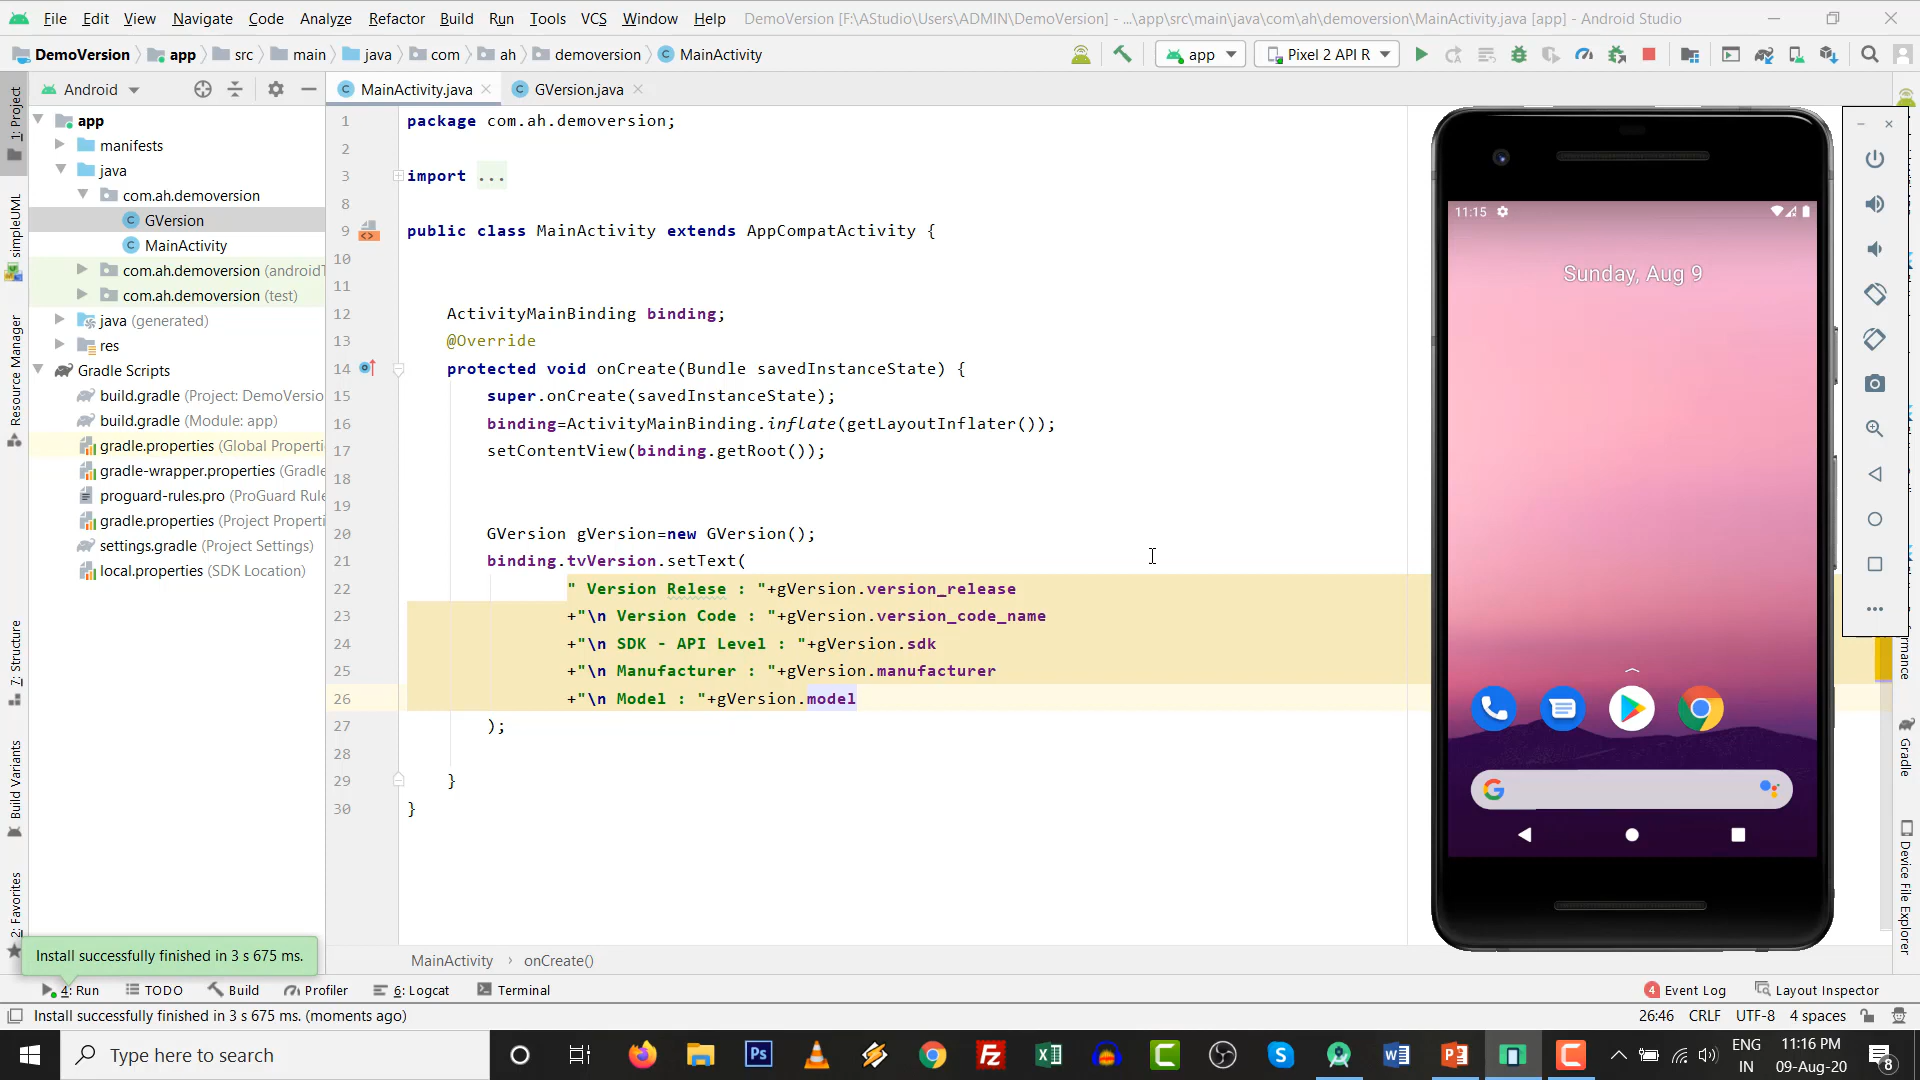 File Edit View Navigate Code Analyze Refactor Build Run Tools VCS Window Help DemoVersion [F:\AStudio\Users\ADMIN\DemoVersion] - ...\app\src\main\java\com\ah\demoversion\MainActivity.java [app] - Android Studio
DemoVersion app src main java com ah demoversion MainActivity app Pixel 2 API R
Android MainActivity.java GVersion.java
1: Project
simpleUML
Resource Manager
7: Structure
Build Variants
2: Favorites
app
manifests
java
com.ah.demoversion
GVersion
MainActivity
com.ah.demoversion (androidT
com.ah.demoversion (test)
java (generated)
res
Gradle Scripts
build.gradle (Project: DemoVersio
build.gradle (Module: app)
gradle.properties (Global Properti
gradle-wrapper.properties (Gradle
proguard-rules.pro (ProGuard Rule
gradle.properties (Project Properti
settings.gradle (Project Settings)
local.properties (SDK Location)
1 package com.ah.demoversion;
2
3 import ...
8
9 public class MainActivity extends AppCompatActivity {
10
11
12 ActivityMainBinding binding;
13 @Override
14 protected void onCreate(Bundle savedInstanceState) {
15 super.onCreate(savedInstanceState);
16 binding=ActivityMainBinding.inflate(getLayoutInflater());
17 setContentView(binding.getRoot());
18
19
20 GVersion gVersion=new GVersion();
21 binding.tvVersion.setText(
22 " Version Relese : "+gVersion.version_release
23 +"\n Version Code : "+gVersion.version_code_name
24 +"\n SDK - API Level : "+gVersion.sdk
25 +"\n Manufacturer : "+gVersion.manufacturer
26 +"\n Model : "+gVersion.model
27 );
28
29 }
30 }
11:15
Sunday, Aug 9
rmance
Gradle
Device File Explorer
Install successfully finished in 3 s 675 ms.
MainActivity › onCreate()
4: Run TODO Build Profiler 6: Logcat Terminal 4 Event Log Layout Inspector
Install successfully finished in 3 s 675 ms. (moments ago) 26:46 CRLF UTF-8 4 spaces
Type here to search
ENG
IN
11:16 PM
09-Aug-20
8